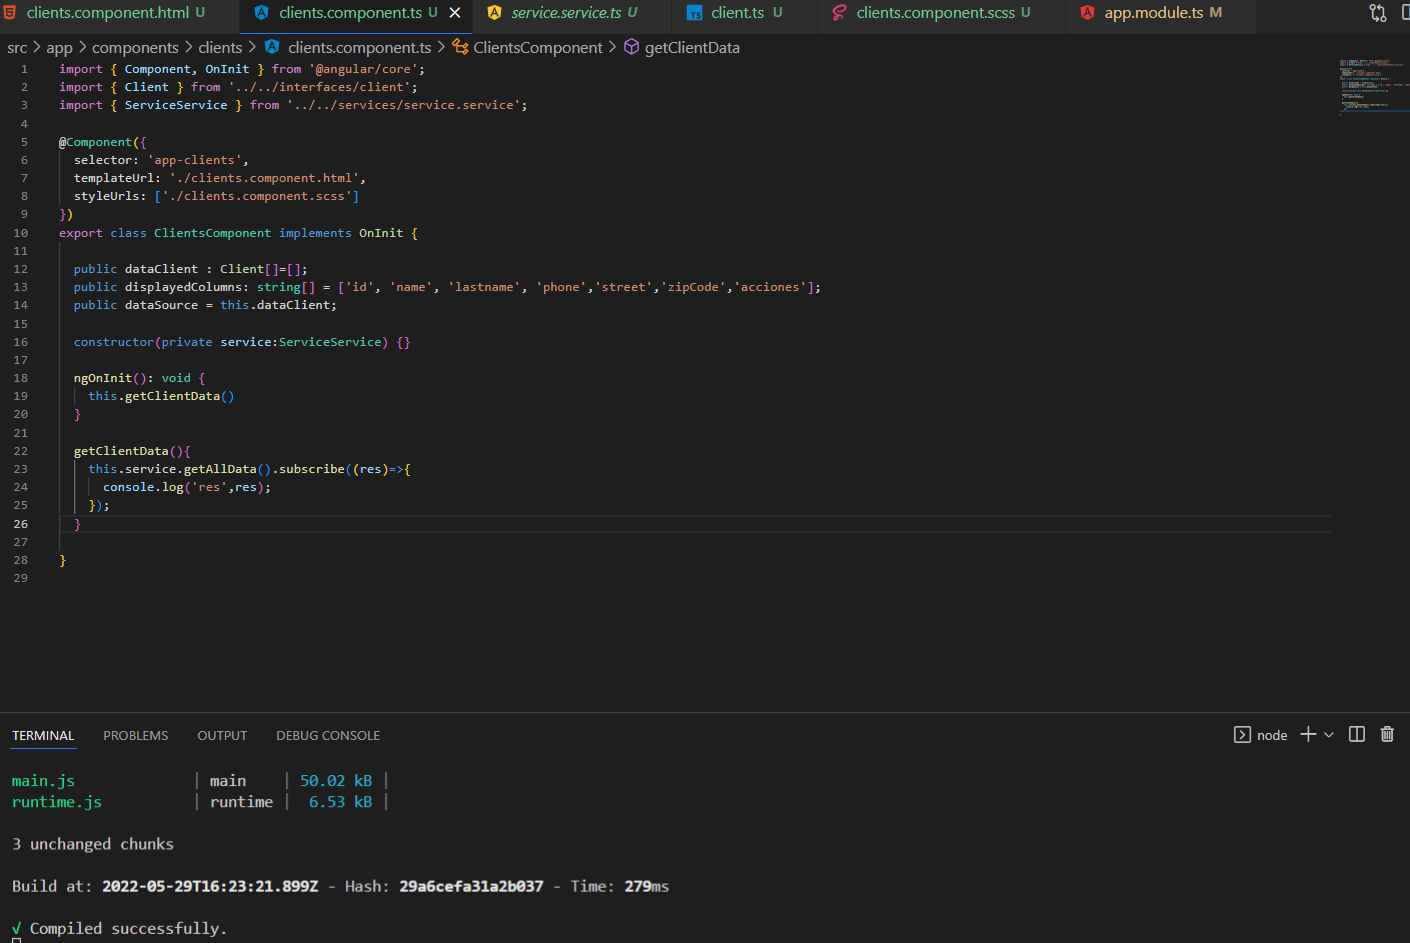 clients.component.html U clients.component.ts U service.service.ts U client.ts U clients.component.scss U app.module.ts M
src > app > components > clients > clients.component.ts > ClientsComponent > getClientData
1 import { Component, OnInit } from '@angular/core';
2 import { Client } from '../../interfaces/client';
3 import { ServiceService } from '../../services/service.service';
4
5 @Component({
6 selector: 'app-clients',
7 templateUrl: './clients.component.html',
8 styleUrls: ['./clients.component.scss']
9 })
10 export class ClientsComponent implements OnInit {
11
12 public dataClient : Client[]=[];
13 public displayedColumns: string[] = ['id', 'name', 'lastname', 'phone','street','zipCode','acciones'];
14 public dataSource = this.dataClient;
15
16 constructor(private service:ServiceService) {}
17
18 ngOnInit(): void {
19 this.getClientData()
20 }
21
22 getClientData(){
23 this.service.getAllData().subscribe((res)=>{
24 console.log('res',res);
25 });
26 }
27
28 }
29
TERMINAL PROBLEMS OUTPUT DEBUG CONSOLE node
main.js | main | 50.02 kB |
runtime.js | runtime | 6.53 kB |
3 unchanged chunks
Build at: 2022-05-29T16:23:21.899Z - Hash: 29a6cefa31a2b037 - Time: 279ms
√ Compiled successfully.